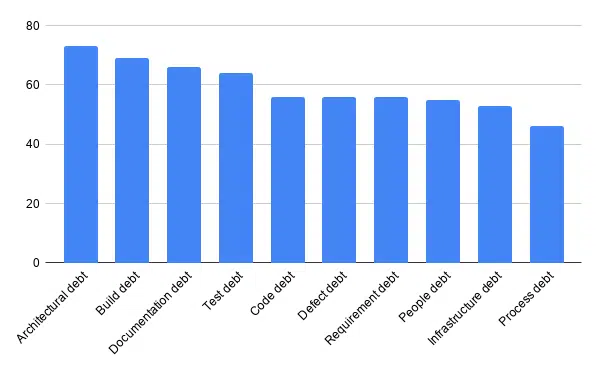 80
60
40
20
0
Architectural debt
Build debt
Documentation debt
Test debt
Code debt
Defect debt
Requirement debt
People debt
Infrastructure debt
Process debt